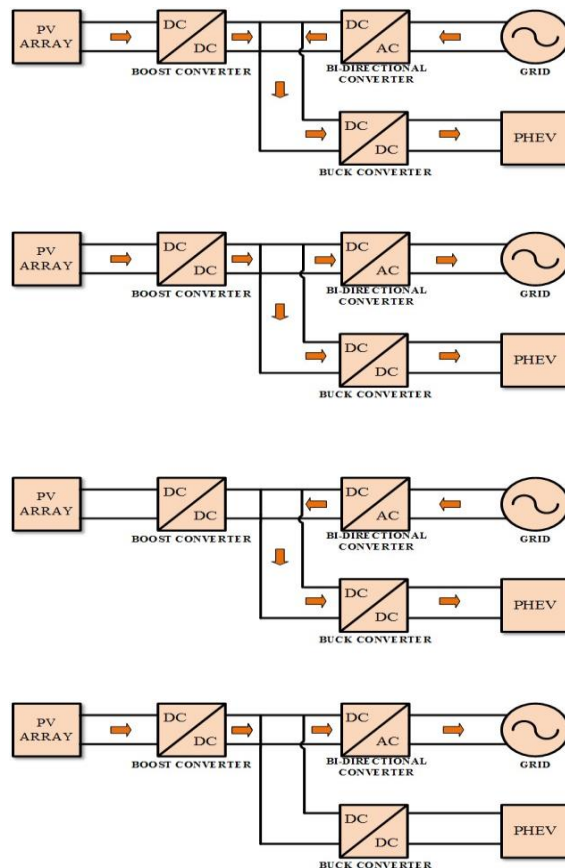 PV
ARRAY
DC
DC
BOOST CONVERTER
DC
AC
BI-DIRECTIONAL
CONVERTER
GRID
DC
DC
BUCK CONVERTER
PHEV
PV
ARRAY
DC
DC
BOOST CONVERTER
DC
AC
BI-DIRECTIONAL
CONVERTER
GRID
DC
DC
BUCK CONVERTER
PHEV
PV
ARRAY
DC
DC
BOOST CONVERTER
DC
AC
BI-DIRECTIONAL
CONVERTER
GRID
DC
DC
BUCK CONVERTER
PHEV
PV
ARRAY
DC
DC
BOOST CONVERTER
DC
AC
BI-DIRECTIONAL
CONVERTER
GRID
DC
DC
BUCK CONVERTER
PHEV